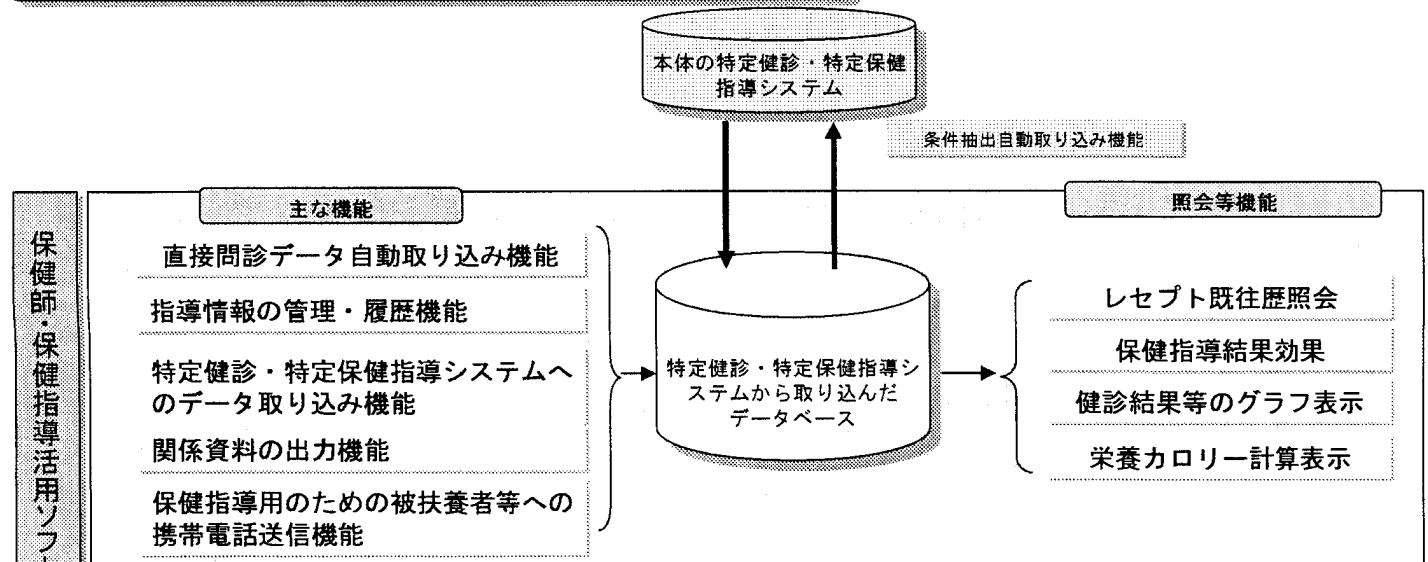 本体の特定健診・特定保健
指導システム
条件抽出自動取り込み機能
主な機能
照会等機能
保健師・保健指導活用ソフ
直接問診データ自動取り込み機能
指導情報の管理・履歴機能
特定健診・特定保健指導システムへ
のデータ取り込み機能
関係資料の出力機能
保健指導用のための被扶養者等への
携帯電話送信機能
特定健診・特定保健指導シ
ステムから取り込んだ
データベース
レセプト既往歴照会
保健指導結果効果
健診結果等のグラフ表示
栄養カロリー計算表示